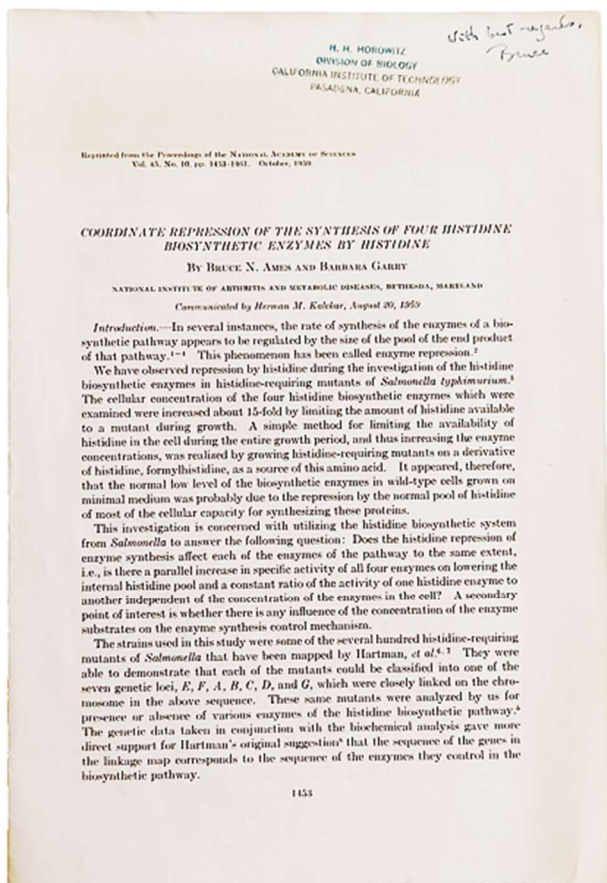 With best regards,
Bruce
N. H. HOROWITZ
DIVISION OF BIOLOGY
CALIFORNIA INSTITUTE OF TECHNOLOGY
PASADENA, CALIFORNIA
Reprinted from the Proceedings of the NATIONAL ACADEMY OF SCIENCES
Vol. 45, No. 10, pp. 1453-1461. October, 1959.
COORDINATE REPRESSION OF THE SYNTHESIS OF FOUR HISTIDINE
BIOSYNTHETIC ENZYMES BY HISTIDINE
BY BRUCE N. AMES AND BARBARA GARRY
NATIONAL INSTITUTE OF ARTHRITIS AND METABOLIC DISEASES, BETHESDA, MARYLAND
Communicated by Herman M. Kalckar, August 20, 1959
Introduction.—In several instances, the rate of synthesis of the enzymes of a bio-
synthetic pathway appears to be regulated by the size of the pool of the end product
of that pathway.¹⁻⁴ This phenomenon has been called enzyme repression.²
We have observed repression by histidine during the investigation of the histidine
biosynthetic enzymes in histidine-requiring mutants of Salmonella typhimurium.⁵
The cellular concentration of the four histidine biosynthetic enzymes which were
examined were increased about 15-fold by limiting the amount of histidine available
to a mutant during growth. A simple method for limiting the availability of
histidine in the cell during the entire growth period, and thus increasing the enzyme
concentrations, was realized by growing histidine-requiring mutants on a derivative
of histidine, formylhistidine, as a source of this amino acid. It appeared, therefore,
that the normal low level of the biosynthetic enzymes in wild-type cells grown on
minimal medium was probably due to the repression by the normal pool of histidine
of most of the cellular capacity for synthesizing these proteins.
This investigation is concerned with utilizing the histidine biosynthetic system
from Salmonella to answer the following question: Does the histidine repression of
enzyme synthesis affect each of the enzymes of the pathway to the same extent,
i.e., is there a parallel increase in specific activity of all four enzymes on lowering the
internal histidine pool and a constant ratio of the activity of one histidine enzyme to
another independent of the concentration of the enzymes in the cell? A secondary
point of interest is whether there is any influence of the concentration of the enzyme
substrates on the enzyme synthesis control mechanism.
The strains used in this study were some of the several hundred histidine-requiring
mutants of Salmonella that have been mapped by Hartman, et al.⁶, ⁷ They were
able to demonstrate that each of the mutants could be classified into one of the
seven genetic loci, E, F, A, B, C, D, and G, which were closely linked on the chro-
mosome in the above sequence. These same mutants were analyzed by us for
presence or absence of various enzymes of the histidine biosynthetic pathway.⁸
The genetic data taken in conjunction with the biochemical analysis gave more
direct support for Hartman's original suggestion⁶ that the sequence of the genes in
the linkage map corresponds to the sequence of the enzymes they control in the
biosynthetic pathway.
1453